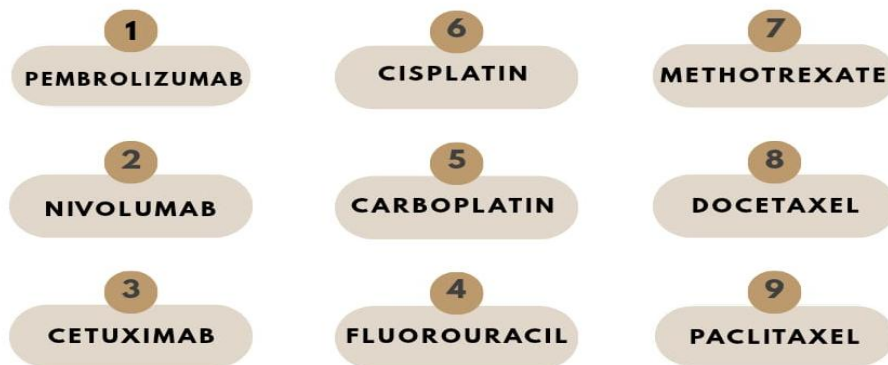 1
PEMBROLIZUMAB
2
NIVOLUMAB
3
CETUXIMAB
6
CISPLATIN
5
CARBOPLATIN
4
FLUOROURACIL
7
METHOTREXATE
8
DOCETAXEL
9
PACLITAXEL